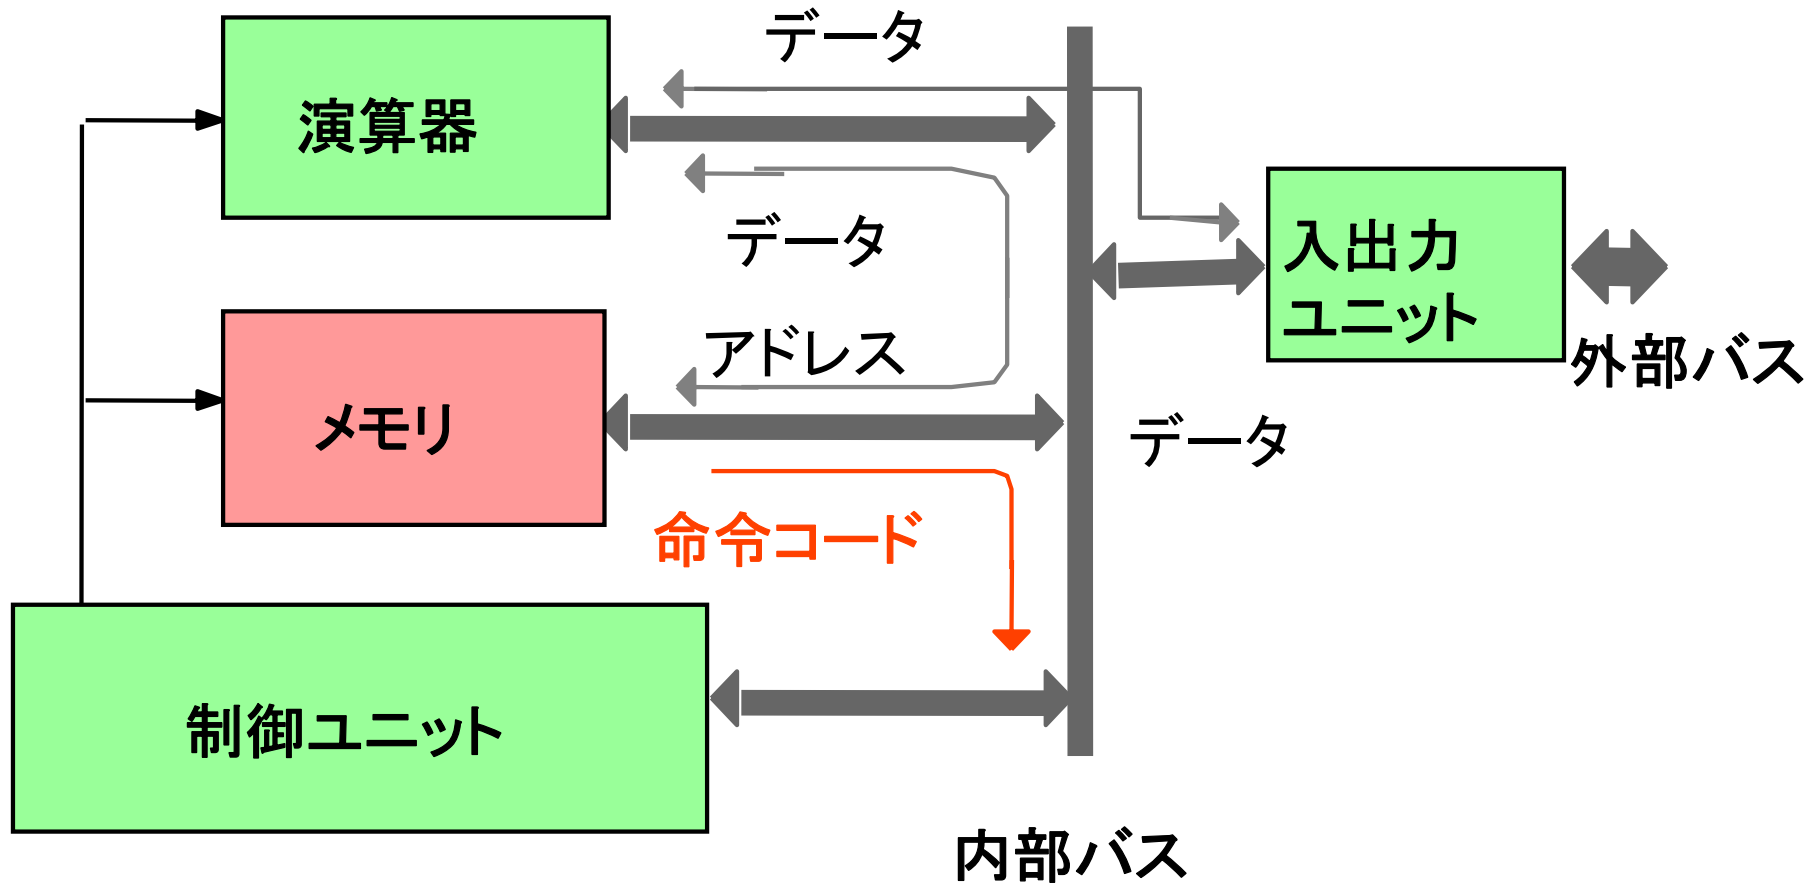 データ
演算器
データ
入出力
ユニット
アドレス
外部バス
メモリ
データ
命令コード
制御ユニット
内部バス